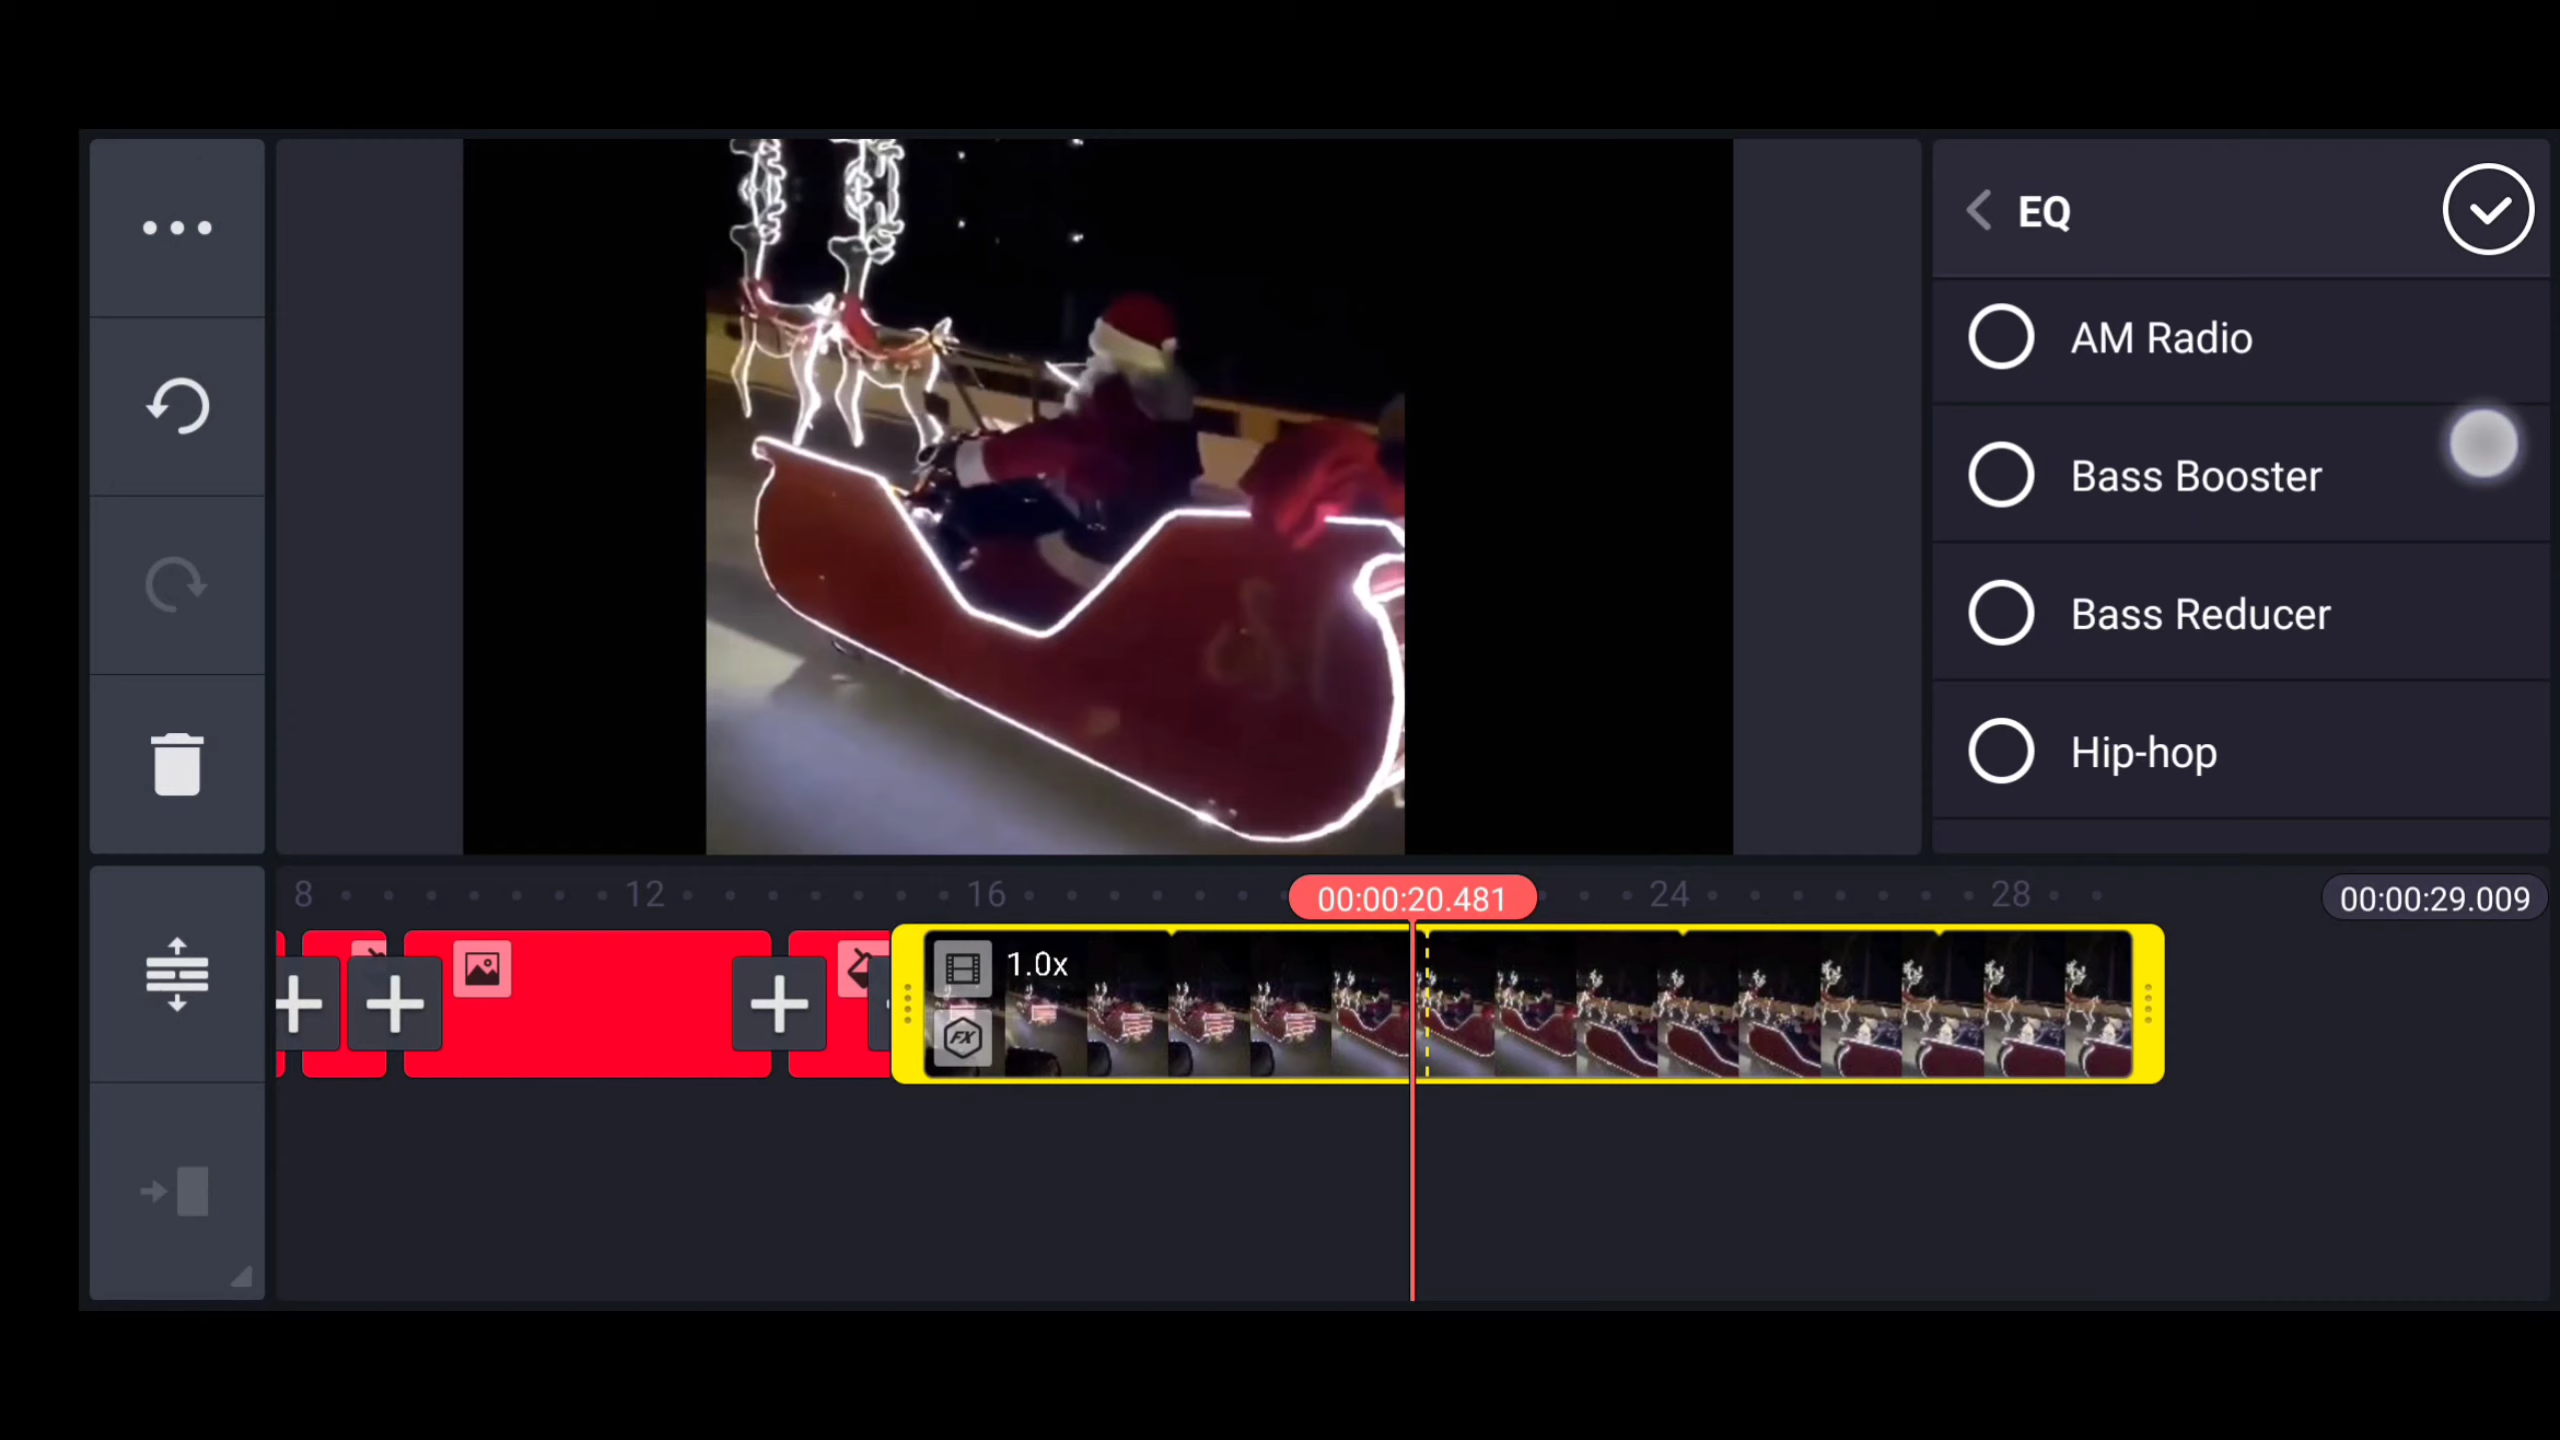 EQ
AM Radio
Bass Booster
Bass Reducer
Hip-hop
8
12
16
00:00:20.481
24
28
00:00:29.009
1.0x
FX